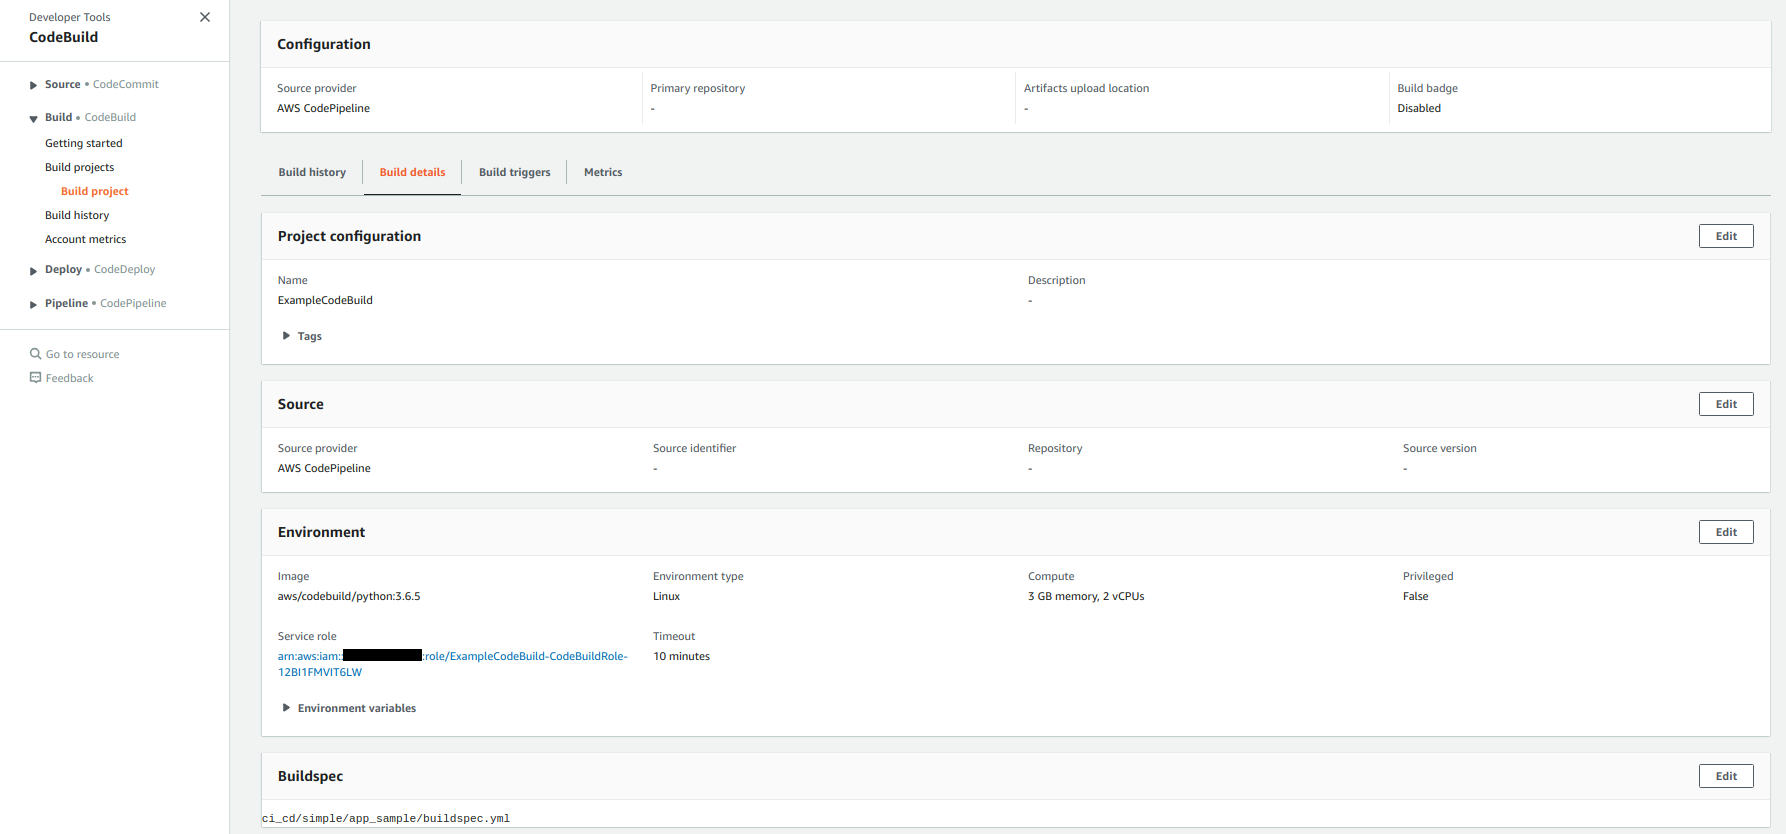 Developer Tools
CodeBuild
Source • CodeCommit
Build • CodeBuild
Getting started
Build projects
Build project
Build history
Account metrics
Deploy • CodeDeploy
Pipeline • CodePipeline
Go to resource
Feedback
Configuration
Source provider Primary repository Artifacts upload location Build badge
AWS CodePipeline - - Disabled
Build history Build details Build triggers Metrics
Project configuration Edit
Name Description
ExampleCodeBuild -
Tags
Source Edit
Source provider Source identifier Repository Source version
AWS CodePipeline - - -
Environment Edit
Image Environment type Compute Privileged
aws/codebuild/python:3.6.5 Linux 3 GB memory, 2 vCPUs False
Service role Timeout
arn:aws:iam:: :role/ExampleCodeBuild-CodeBuildRole- 10 minutes
12BI1FMVIT6LW
Environment variables
Buildspec Edit
ci_cd/simple/app_sample/buildspec.yml